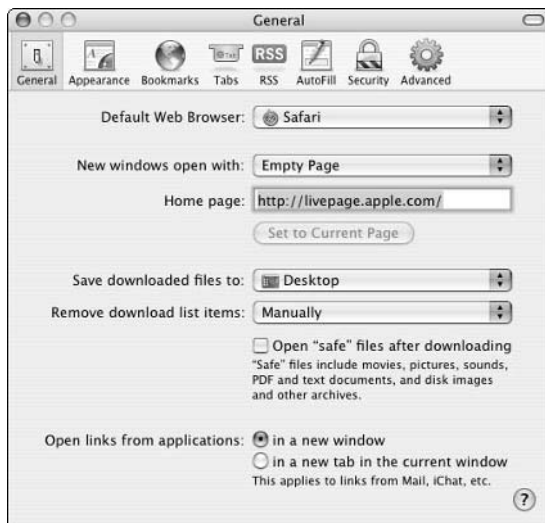 General
General Appearance Bookmarks Tabs RSS AutoFill Security Advanced
Default Web Browser: Safari
New windows open with: Empty Page
Home page: http://livepage.apple.com/
Set to Current Page
Save downloaded files to: Desktop
Remove download list items: Manually
Open “safe” files after downloading
“Safe” files include movies, pictures, sounds,
PDF and text documents, and disk images
and other archives.
Open links from applications: in a new window
in a new tab in the current window
This applies to links from Mail, iChat, etc.
?